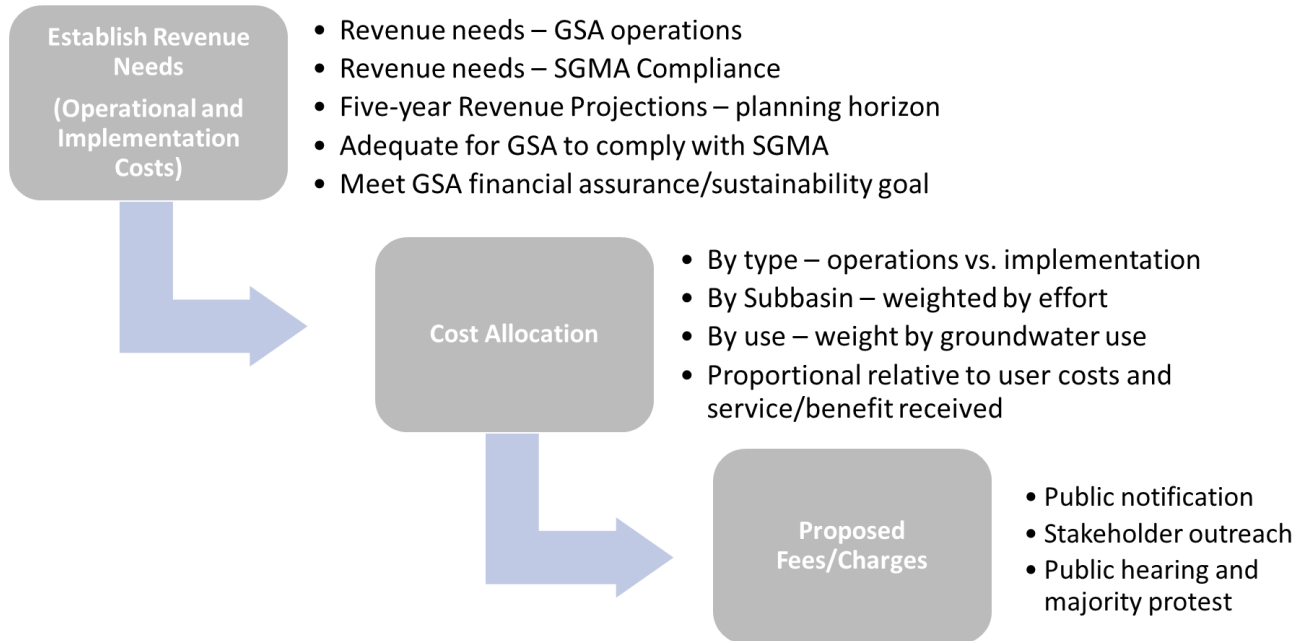 Establish Revenue
Needs
(Operational and
Implementation
Costs)
• Revenue needs – GSA operations
• Revenue needs – SGMA Compliance
• Five-year Revenue Projections – planning horizon
• Adequate for GSA to comply with SGMA
• Meet GSA financial assurance/sustainability goal
Cost Allocation
• By type – operations vs. implementation
• By Subbasin – weighted by effort
• By use – weight by groundwater use
• Proportional relative to user costs and
service/benefit received
Proposed
Fees/Charges
• Public notification
• Stakeholder outreach
• Public hearing and
majority protest